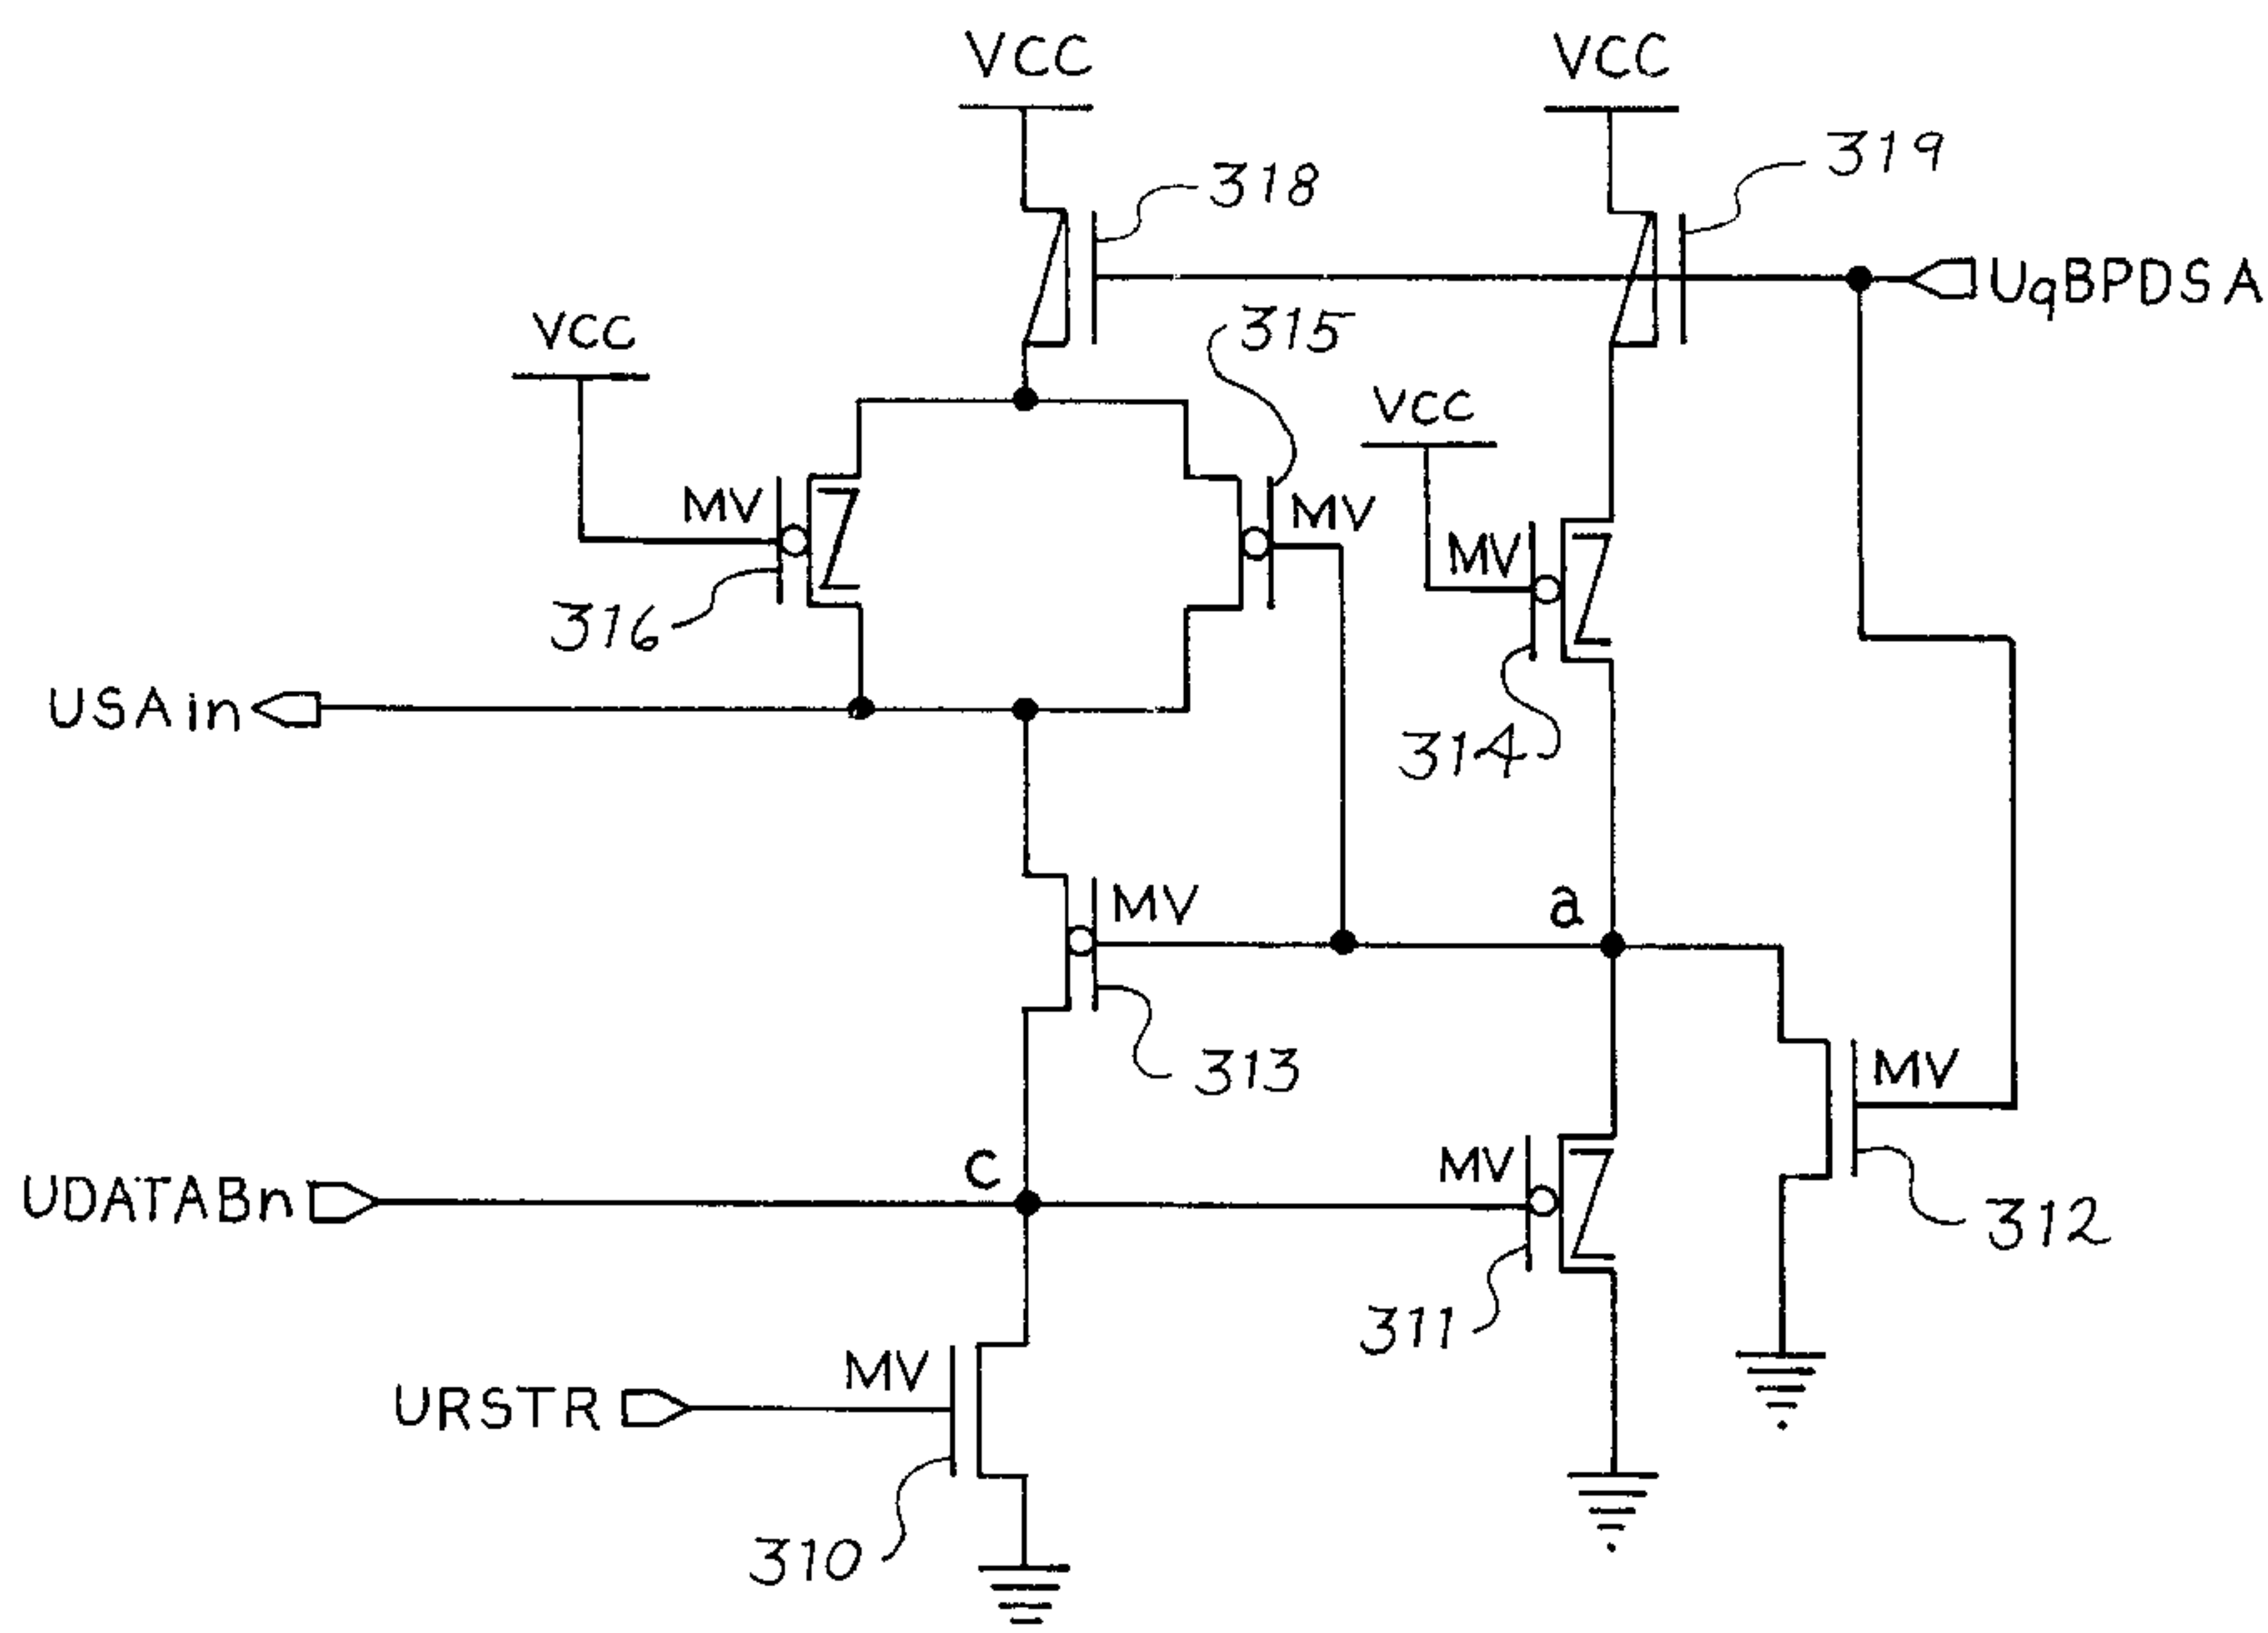 VCC
VCC
319
318
UqBPDSA
315
VCC
VCC
MV
MV
MV
316
USAin
314
MV
a
313
MV
C
MV
UDATABn
312
311
MV
URSTR
310